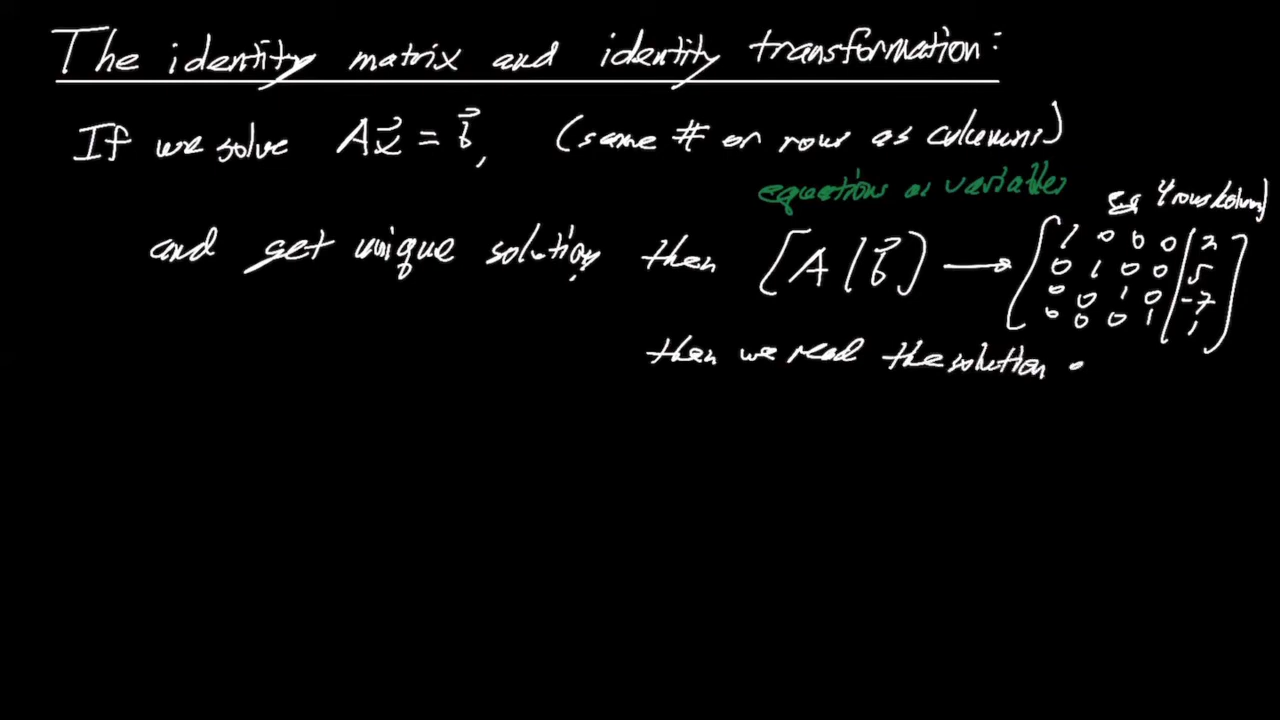 The identity matrix and identity transformation:
If we solve Ax⃗ = b⃗, (same # or rows as columns)
equations as variables
e.g 4 rows/columns
and get unique solution, then [A | b⃗] → [1 0 0 0 | 2
0 1 0 0 | 5
0 0 1 0 | -7
0 0 0 1 | 1]
then we read the solution .